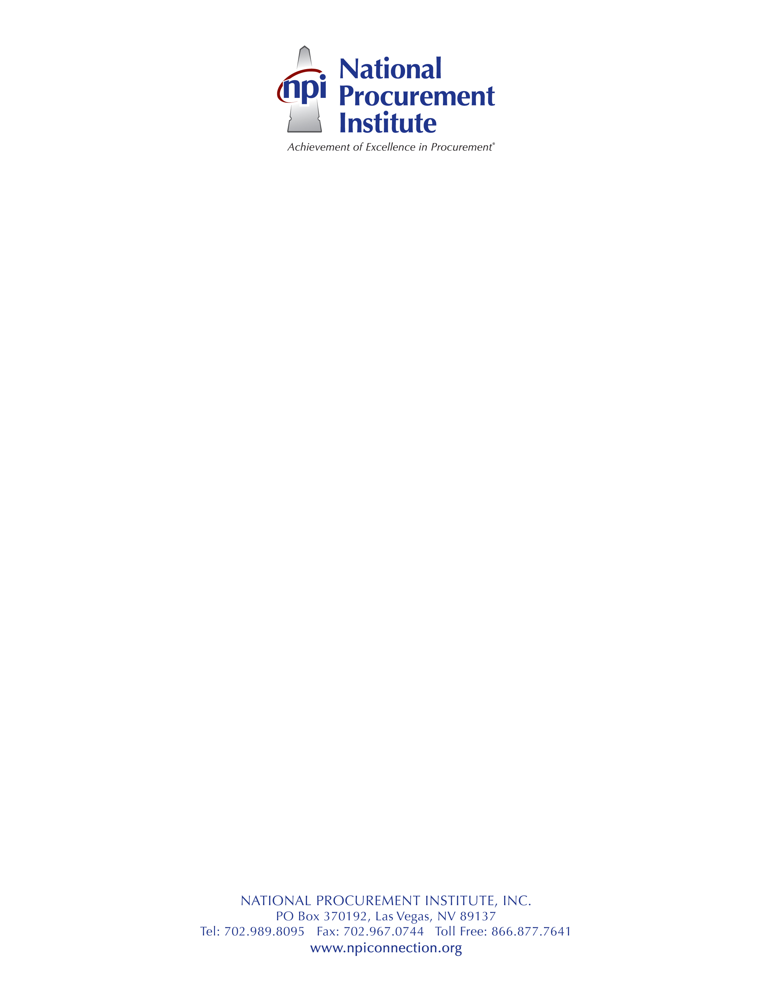 npi
National
Procurement
Institute
Achievement of Excellence in Procurement®
NATIONAL PROCUREMENT INSTITUTE, INC.
PO Box 370192, Las Vegas, NV 89137
Tel: 702.989.8095 Fax: 702.967.0744 Toll Free: 866.877.7641
www.npiconnection.org